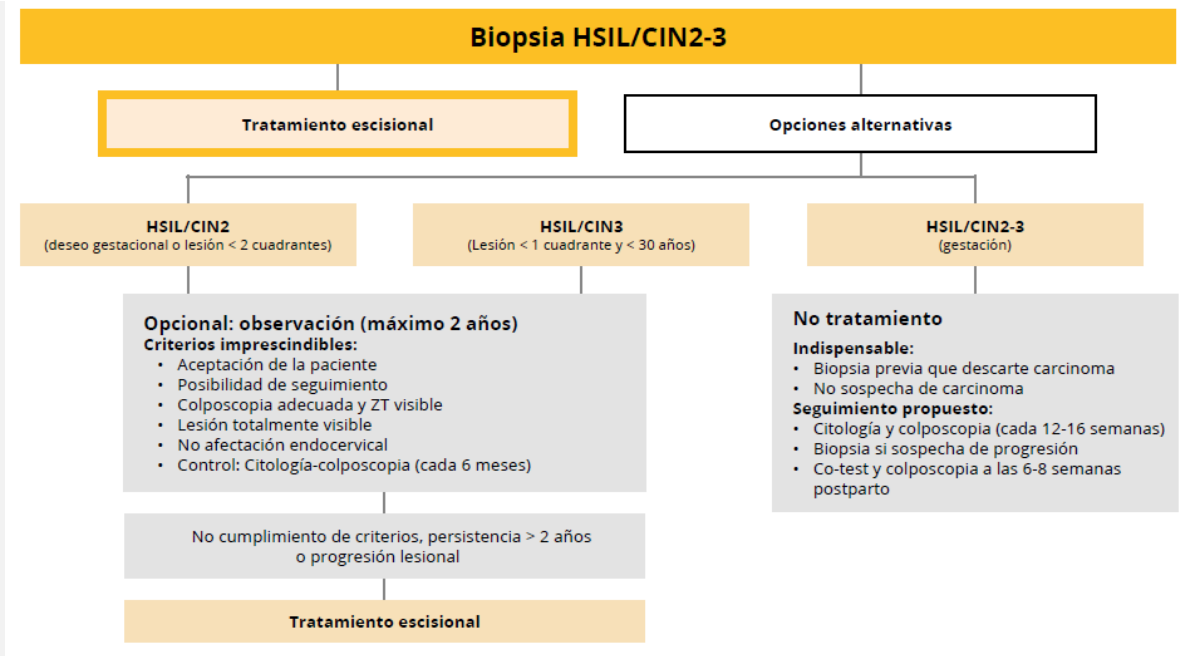 Biopsia HSIL/CIN2-3
Tratamiento escisional
Opciones alternativas
HSIL/CIN2
(deseo gestacional o lesión < 2 cuadrantes)
HSIL/CIN3
(Lesión < 1 cuadrante y < 30 años)
HSIL/CIN2-3
(gestación)
Opcional: observación (máximo 2 años)
Criterios imprescindibles:
• Aceptación de la paciente
• Posibilidad de seguimiento
• Colposcopia adecuada y ZT visible
• Lesión totalmente visible
• No afectación endocervical
• Control: Citología-colposcopia (cada 6 meses)
No tratamiento
Indispensable:
• Biopsia previa que descarte carcinoma
• No sospecha de carcinoma
Seguimiento propuesto:
• Citología y colposcopia (cada 12-16 semanas)
• Biopsia si sospecha de progresión
• Co-test y colposcopia a las 6-8 semanas
postparto
No cumplimiento de criterios, persistencia > 2 años
o progresión lesional
Tratamiento escisional